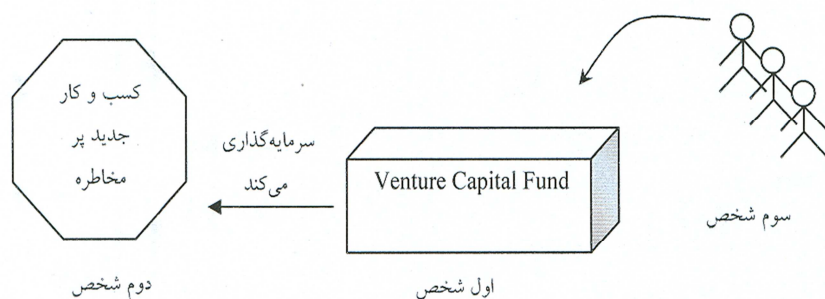 کسب و کار
جدید پر
مخاطره
سرمایه‌گذاری
می‌کند
Venture Capital Fund
سوم شخص
اول شخص
دوم شخص